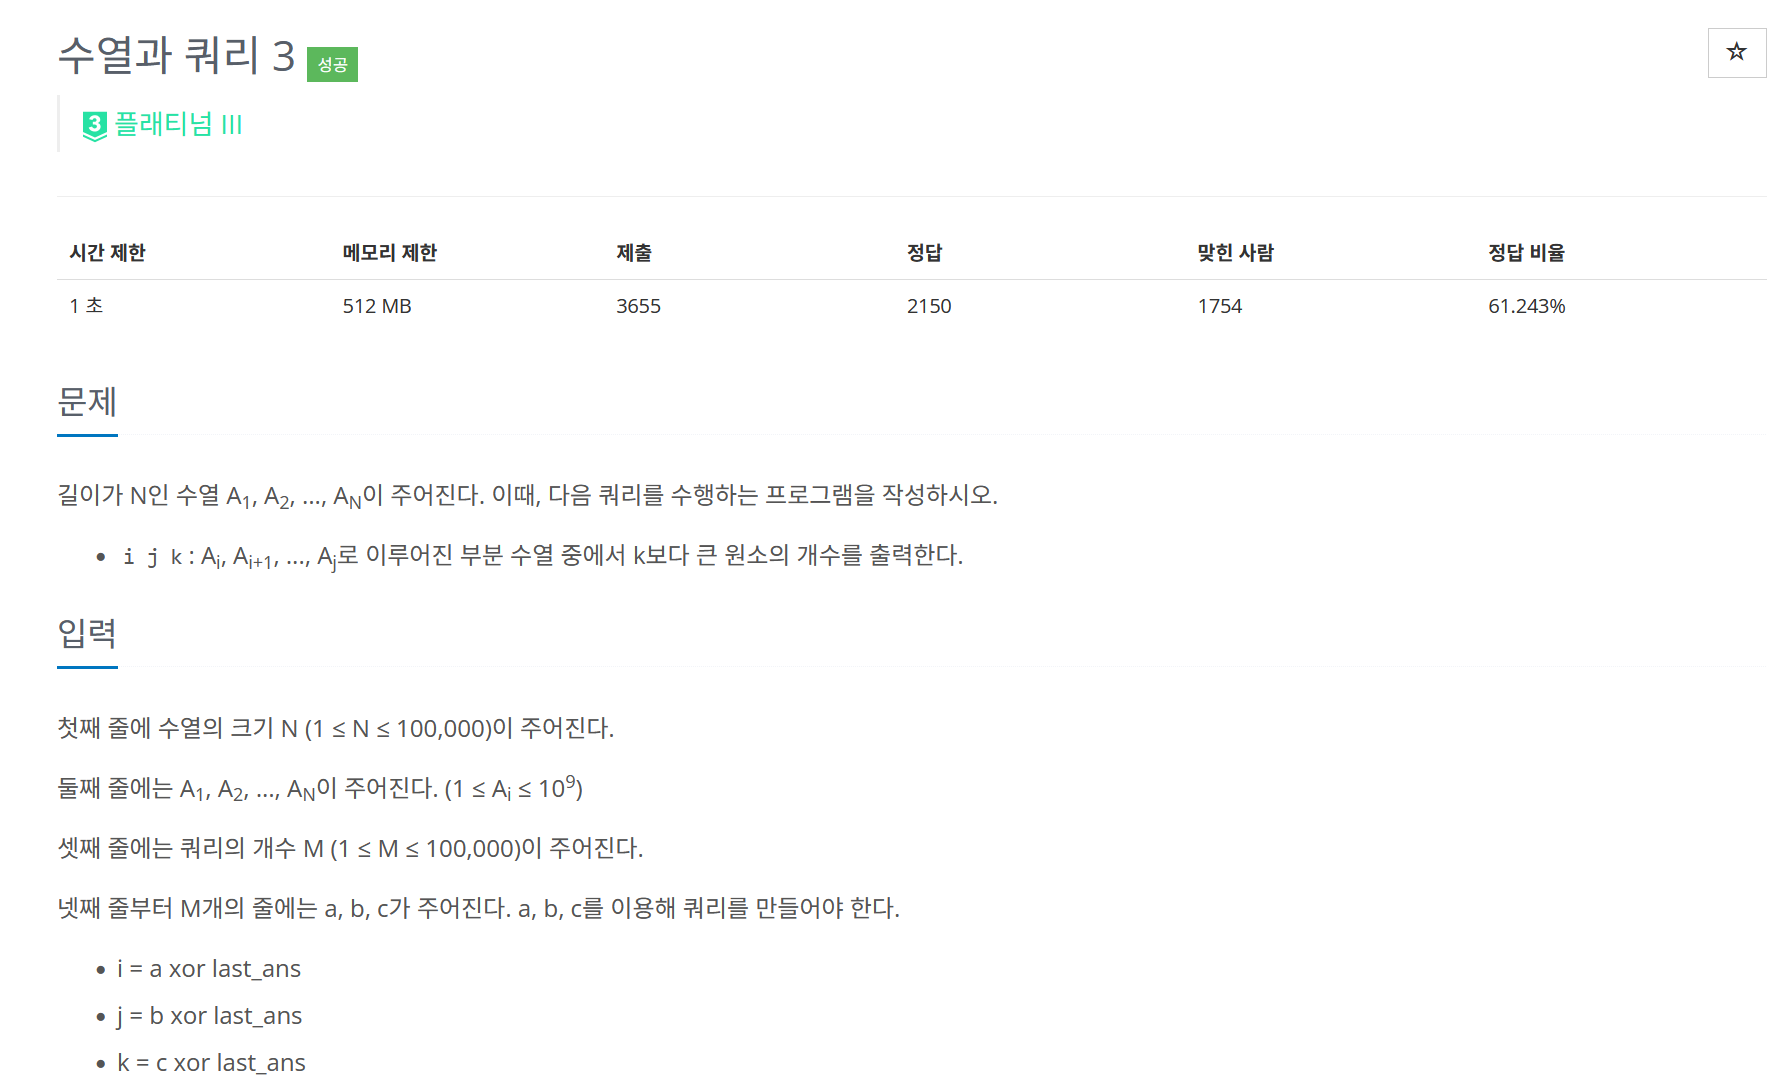 수열과 쿼리 3 성공
3 플래티넘 III
시간 제한 메모리 제한 제출 정답 맞힌 사람 정답 비율
1 초 512 MB 3655 2150 1754 61.243%
문제
길이가 N인 수열 A1, A2, ..., AN이 주어진다. 이때, 다음 쿼리를 수행하는 프로그램을 작성하시오.
• i j k : Ai, Ai+1, ..., Aj로 이루어진 부분 수열 중에서 k보다 큰 원소의 개수를 출력한다.
입력
첫째 줄에 수열의 크기 N (1 ≤ N ≤ 100,000)이 주어진다.
둘째 줄에는 A1, A2, ..., AN이 주어진다. (1 ≤ Ai ≤ 10⁹)
셋째 줄에는 쿼리의 개수 M (1 ≤ M ≤ 100,000)이 주어진다.
넷째 줄부터 M개의 줄에는 a, b, c가 주어진다. a, b, c를 이용해 쿼리를 만들어야 한다.
• i = a xor last_ans
• j = b xor last_ans
• k = c xor last_ans